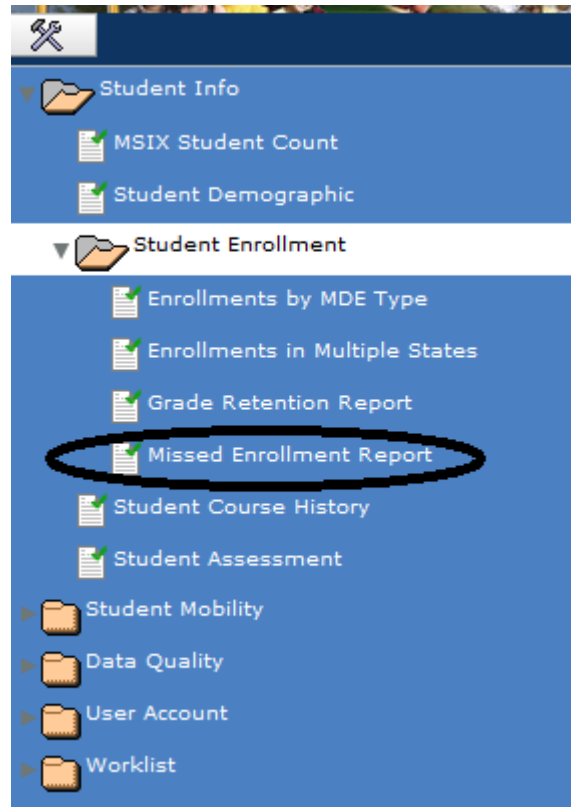 Student Info
MSIX Student Count
Student Demographic
Student Enrollment
Enrollments by MDE Type
Enrollments in Multiple States
Grade Retention Report
Missed Enrollment Report
Student Course History
Student Assessment
Student Mobility
Data Quality
User Account
Worklist